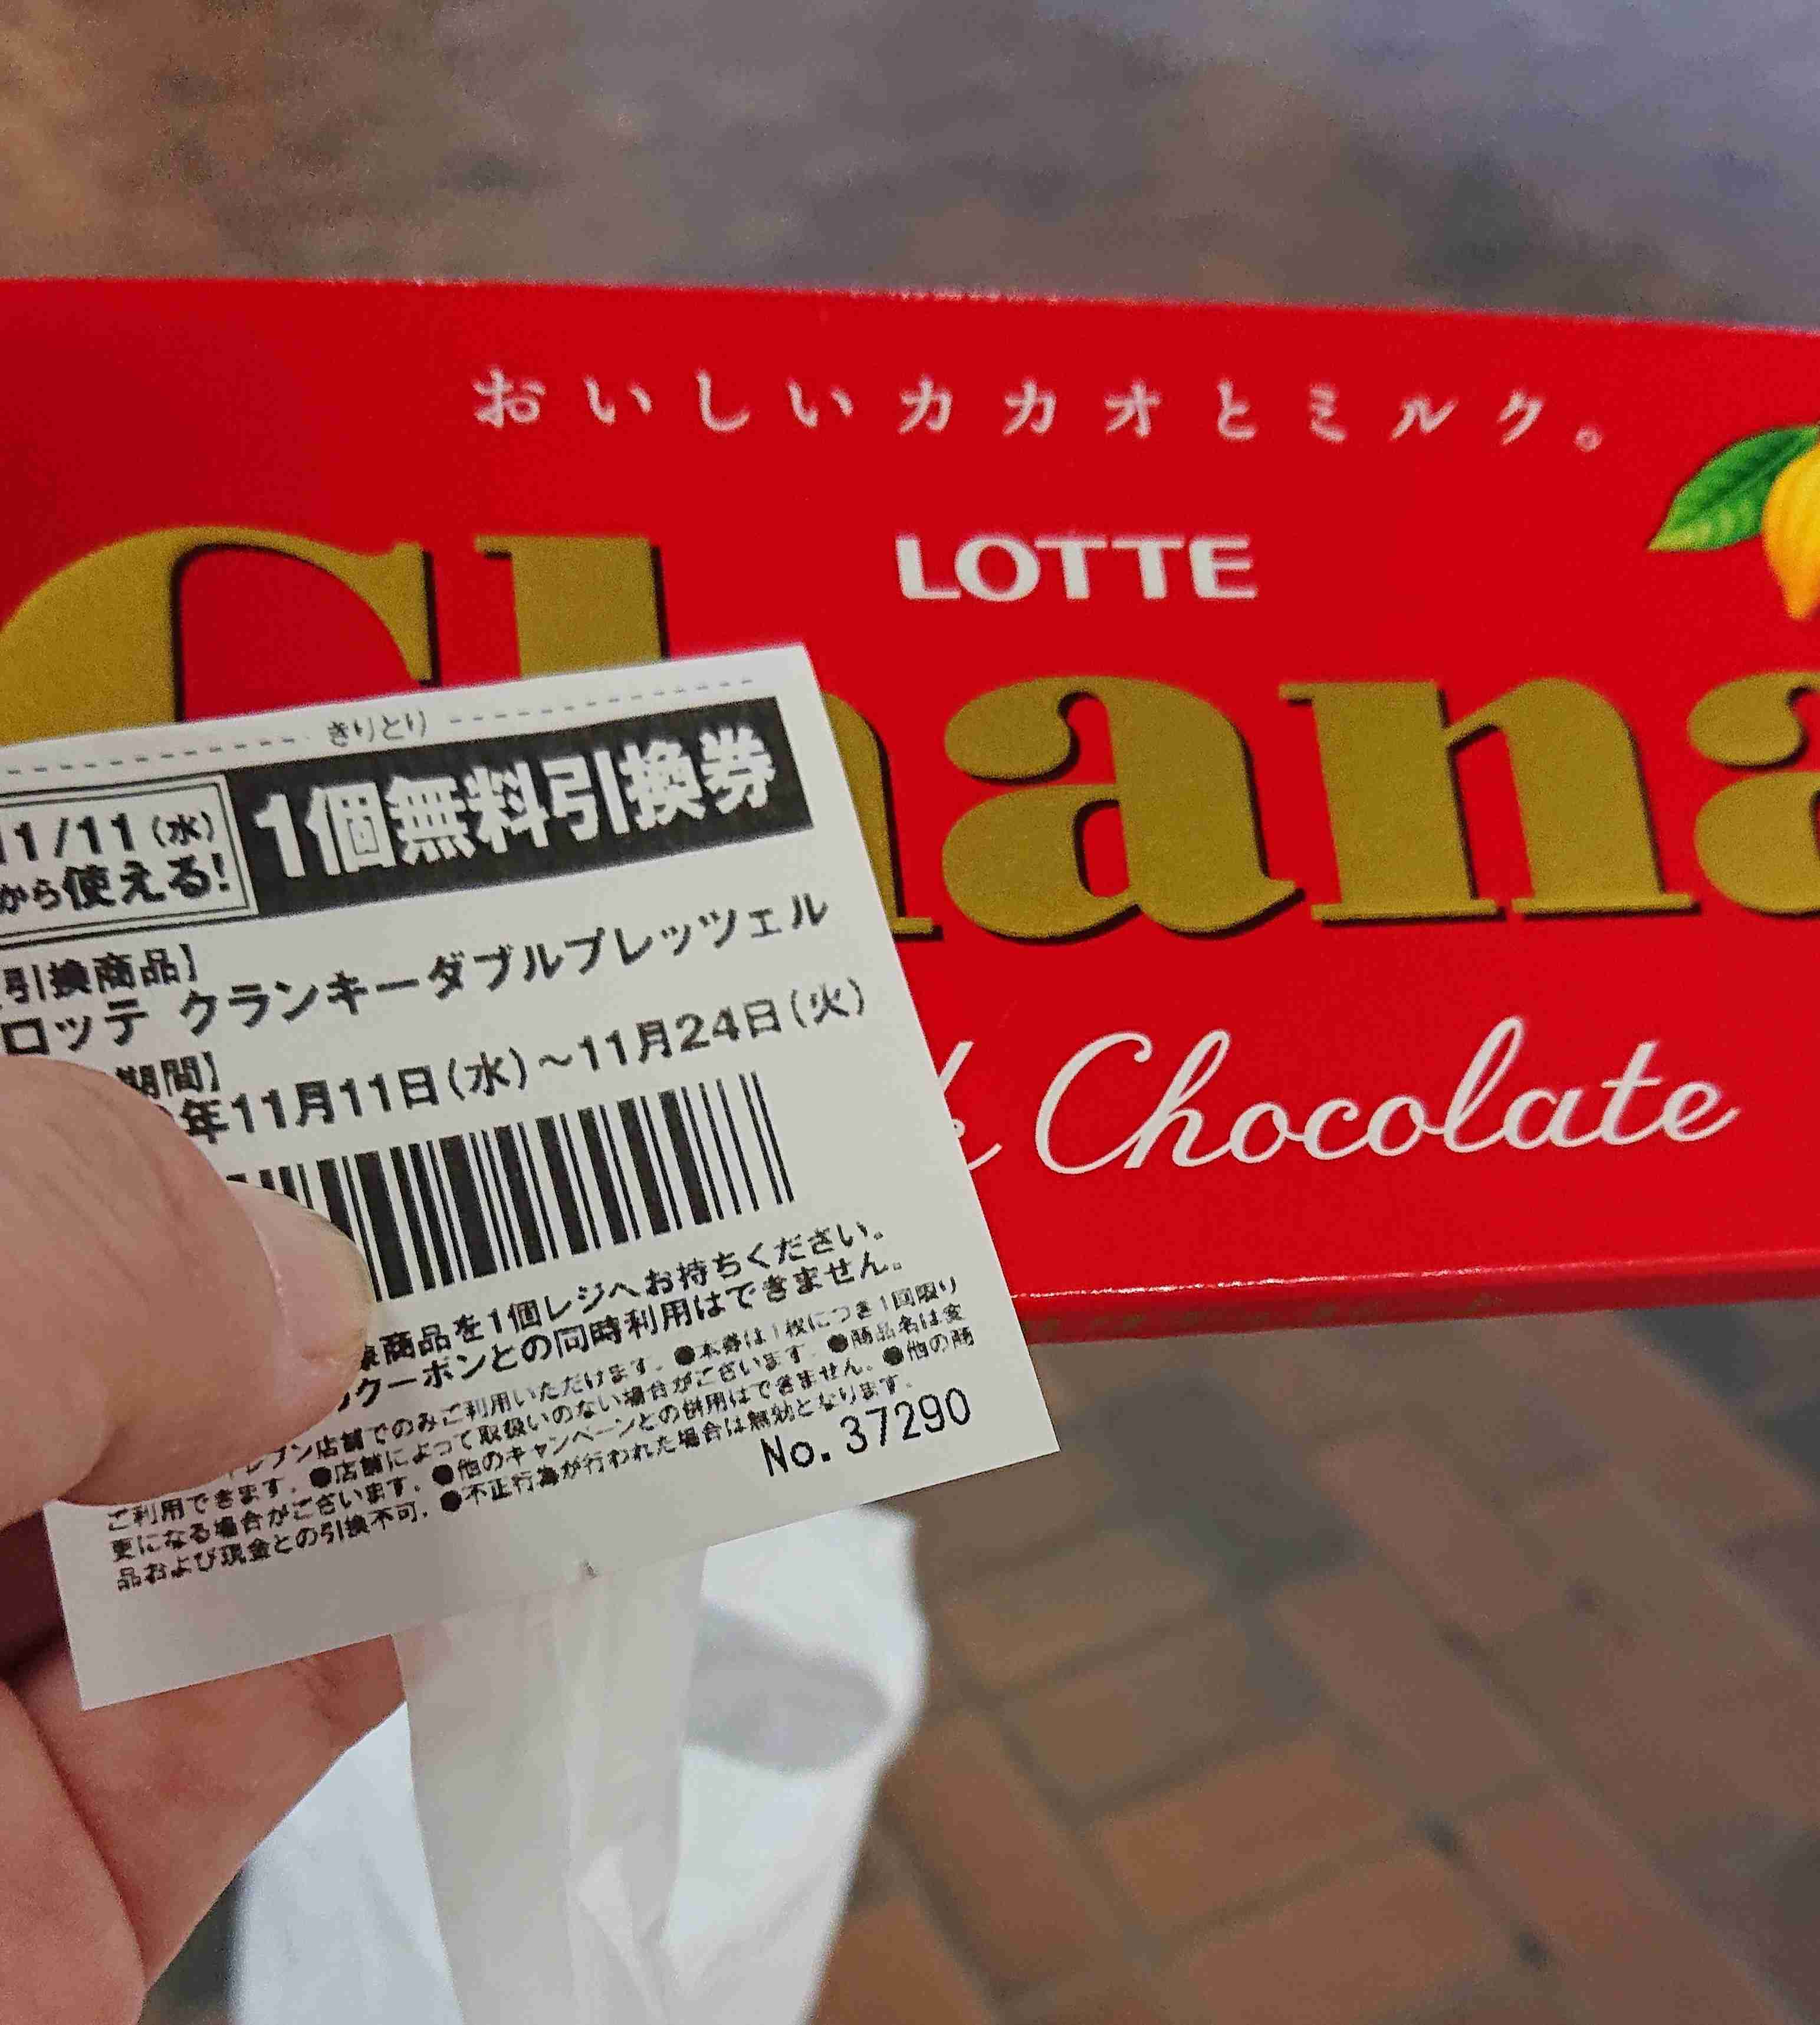 おいしいカカオとミルク。
LOTTE
Ghana
Chocolate
きりとり
11/11(水)
から使える!
1個無料引換券
引換商品】
ロッテ クランキーダブルプレッツェル
期間】
年11月11日(水)~11月24日(火)
商品を1個レジへお持ちください。
クーポンとの同時利用はできません。
レブン店舗でのみご利用いただけます。●本券は1枚につき1回限り
ご利用できます。●店舗によって取扱いのない場合がございます。●商品名は変
更になる場合がございます。●他のキャンペーンとの併用はできません。●他の商
品および現金との引換不可。●不正行為が行われた場合は無効となります。
No. 37290